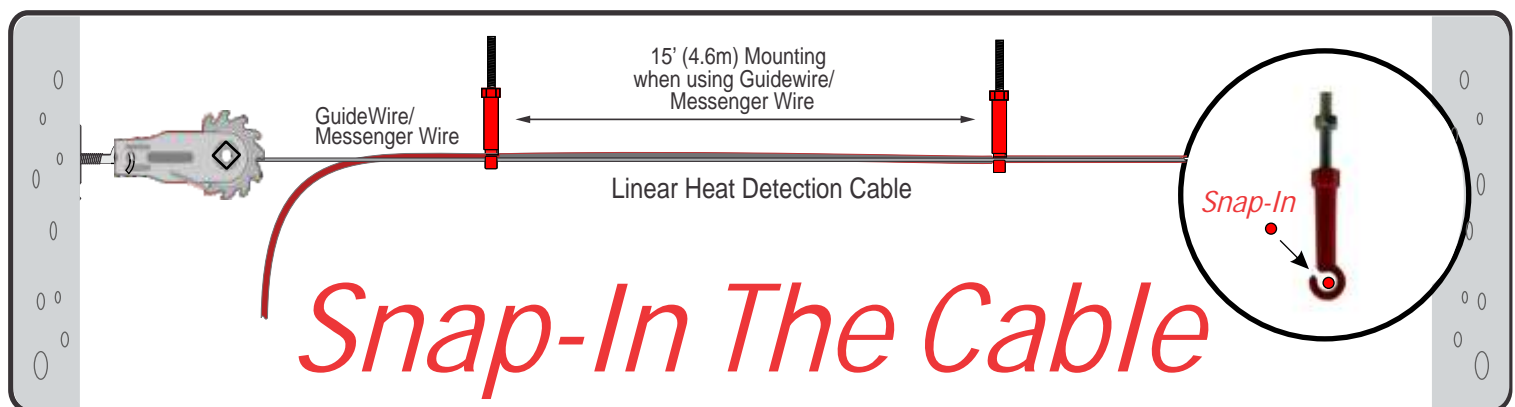 15' (4.6m) Mounting
when using Guidewire/
Messenger Wire
GuideWire/
Messenger Wire
Linear Heat Detection Cable
Snap-In
Snap-In The Cable